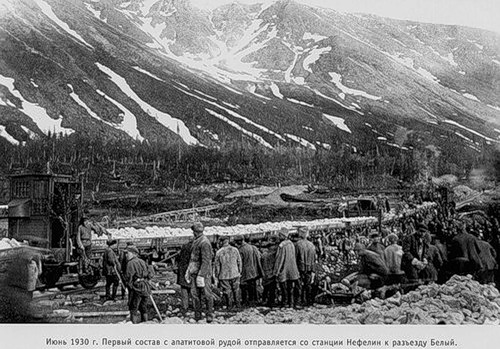 Июнь 1930 г. Первый состав с апатитовой рудой отправляется со станции Нефелин к разъезду Белый.